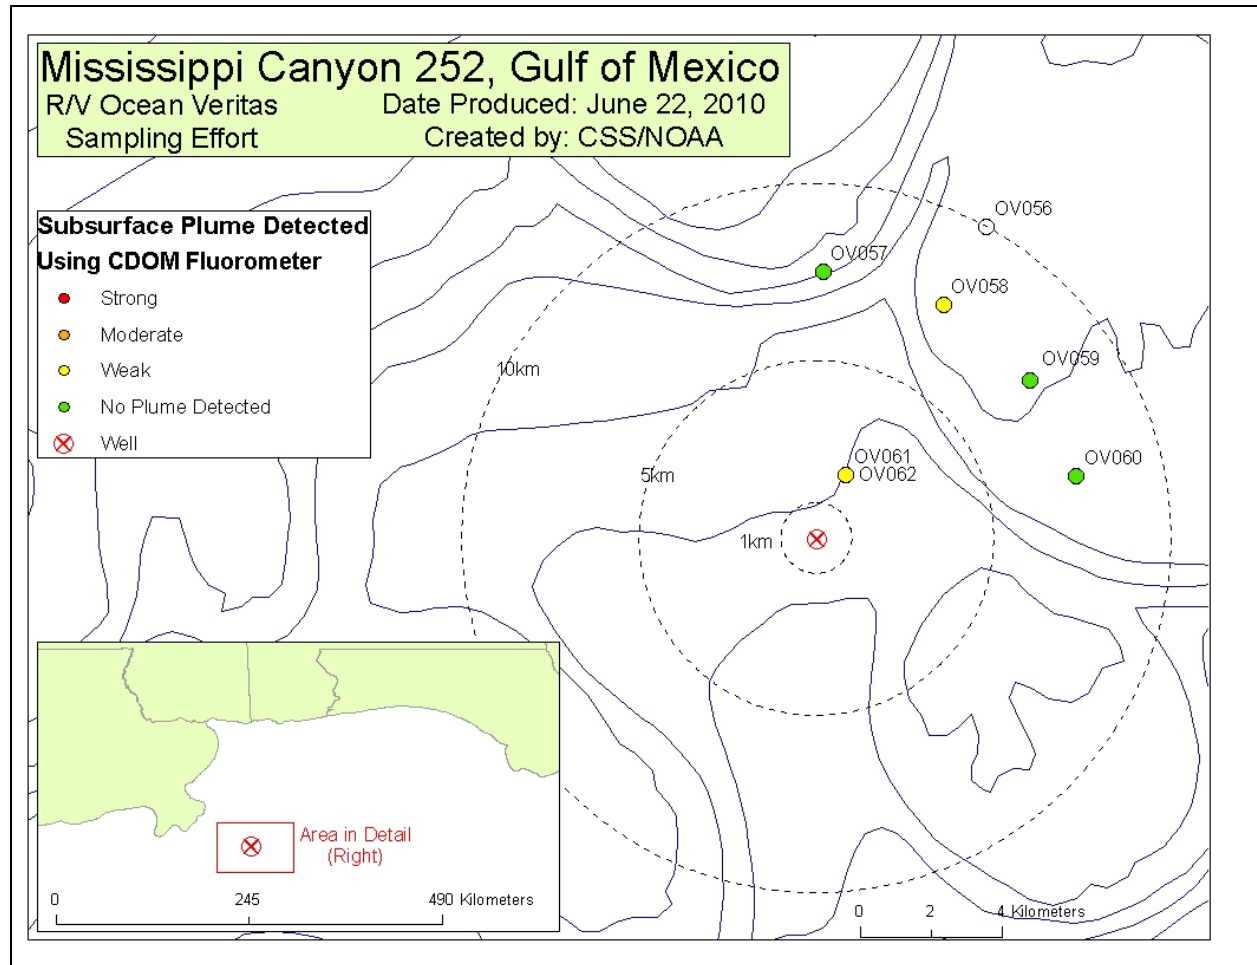 Mississippi Canyon 252, Gulf of Mexico
R/V Ocean Veritas
Sampling Effort
Date Produced: June 22, 2010
Created by: CSS/NOAA
Subsurface Plume Detected
Using CDOM Fluorometer
Strong
Moderate
Weak
No Plume Detected
Well
OV056
OV057
OV058
10km
OV059
OV061
OV062
OV060
5km
1km
Area in Detail
(Right)
0 245 490 Kilometers
0 2 4 Kilometers